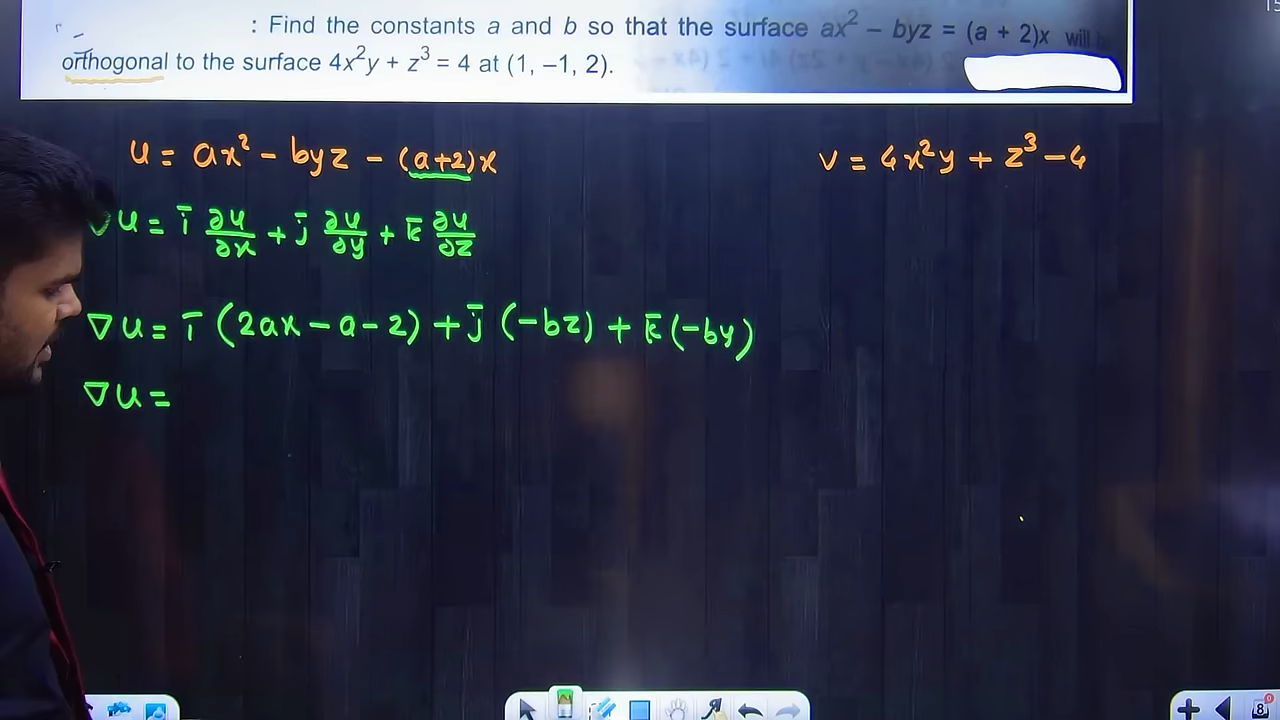 : Find the constants a and b so that the surface ax² – byz = (a + 2)x will
orthogonal to the surface 4x²y + z³ = 4 at (1, –1, 2).
u = ax² - byz - (a+2)x
v = 4x²y + z³ - 4
∇u = i̅ ∂u/∂x + j̅ ∂u/∂y + k̅ ∂u/∂z
∇u = i̅ (2ax - a - 2) + j̅ (-bz) + k̅ (-by)
∇u =